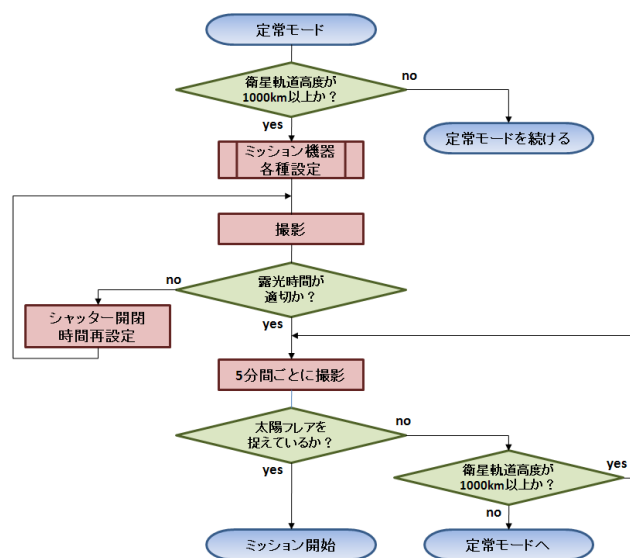 定常モード
衛星軌道高度が
1000km以上か？
no
yes
定常モードを続ける
ミッション機器
各種設定
撮影
露光時間が
適切か？
no
シャッター開閉
時間再設定
yes
5分間ごとに撮影
太陽フレアを
捉えているか？
no
yes
衛星軌道高度が
1000km以上か？
yes
no
ミッション開始
定常モードへ